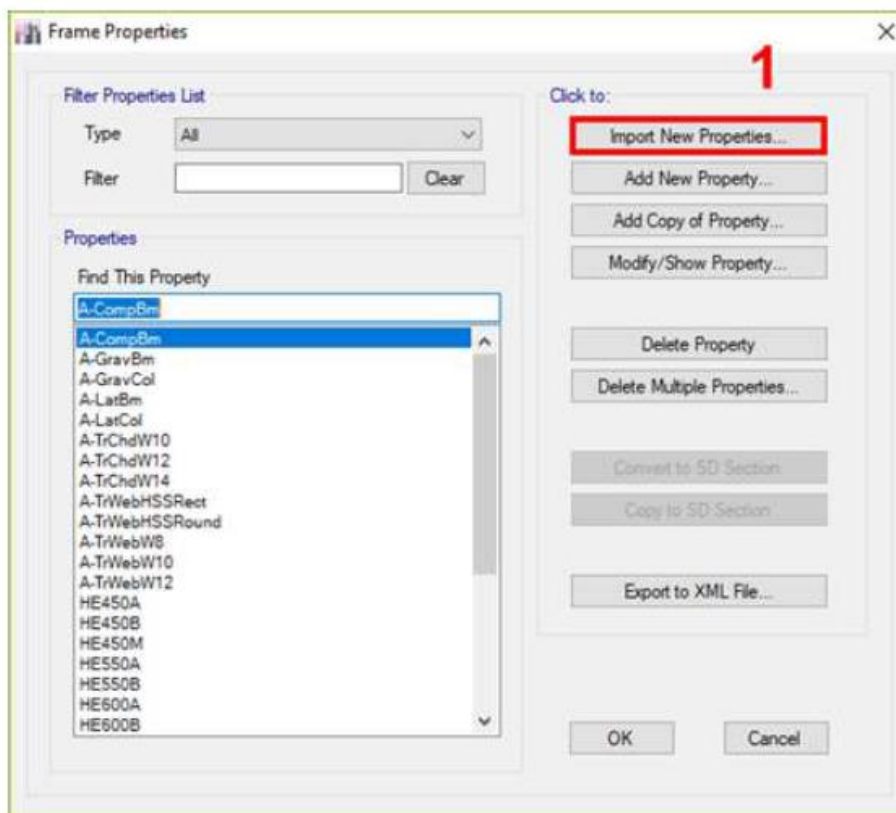 Frame Properties
1
Filter Properties List
Type
All
Filter
Clear
Properties
Find This Property
A-CompBm
A-CompBm
A-GravBm
A-GravCol
A-LatBm
A-LatCol
A-TrChdW10
A-TrChdW12
A-TrChdW14
A-TrWebHSSRect
A-TrWebHSSRound
A-TrWebW8
A-TrWebW10
A-TrWebW12
HE450A
HE450B
HE450M
HE550A
HE550B
HE600A
HE600B
Click to:
Import New Properties...
Add New Property...
Add Copy of Property...
Modify/Show Property...
Delete Property
Delete Multiple Properties...
Convert to SD Section
Copy to SD Section
Export to XML File...
OK
Cancel